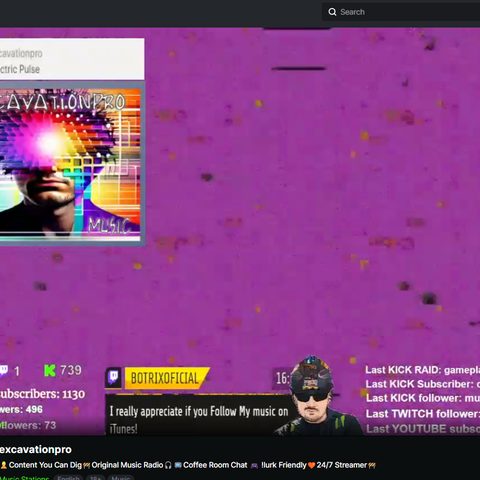 Search
cavationpro
ctric Pulse
CAVATIONPRO
MUSIC
1
739
ubscribers: 1130
wers: 496
llowers: 73
BOTRIXOFICIAL
16:
I really appreciate if you Follow My music on
iTunes!
Last KICK RAID: gamepla
Last KICK Subscriber: c
Last KICK follower: mu
Last TWITCH follower:
Last YOUTUBE subsc
excavationpro
Content You Can Dig🚧Original Music Radio🎧 Coffee Room Chat !lurk Friendly❤️24/7 Streamer🚧
Music Stations English 18+ Music